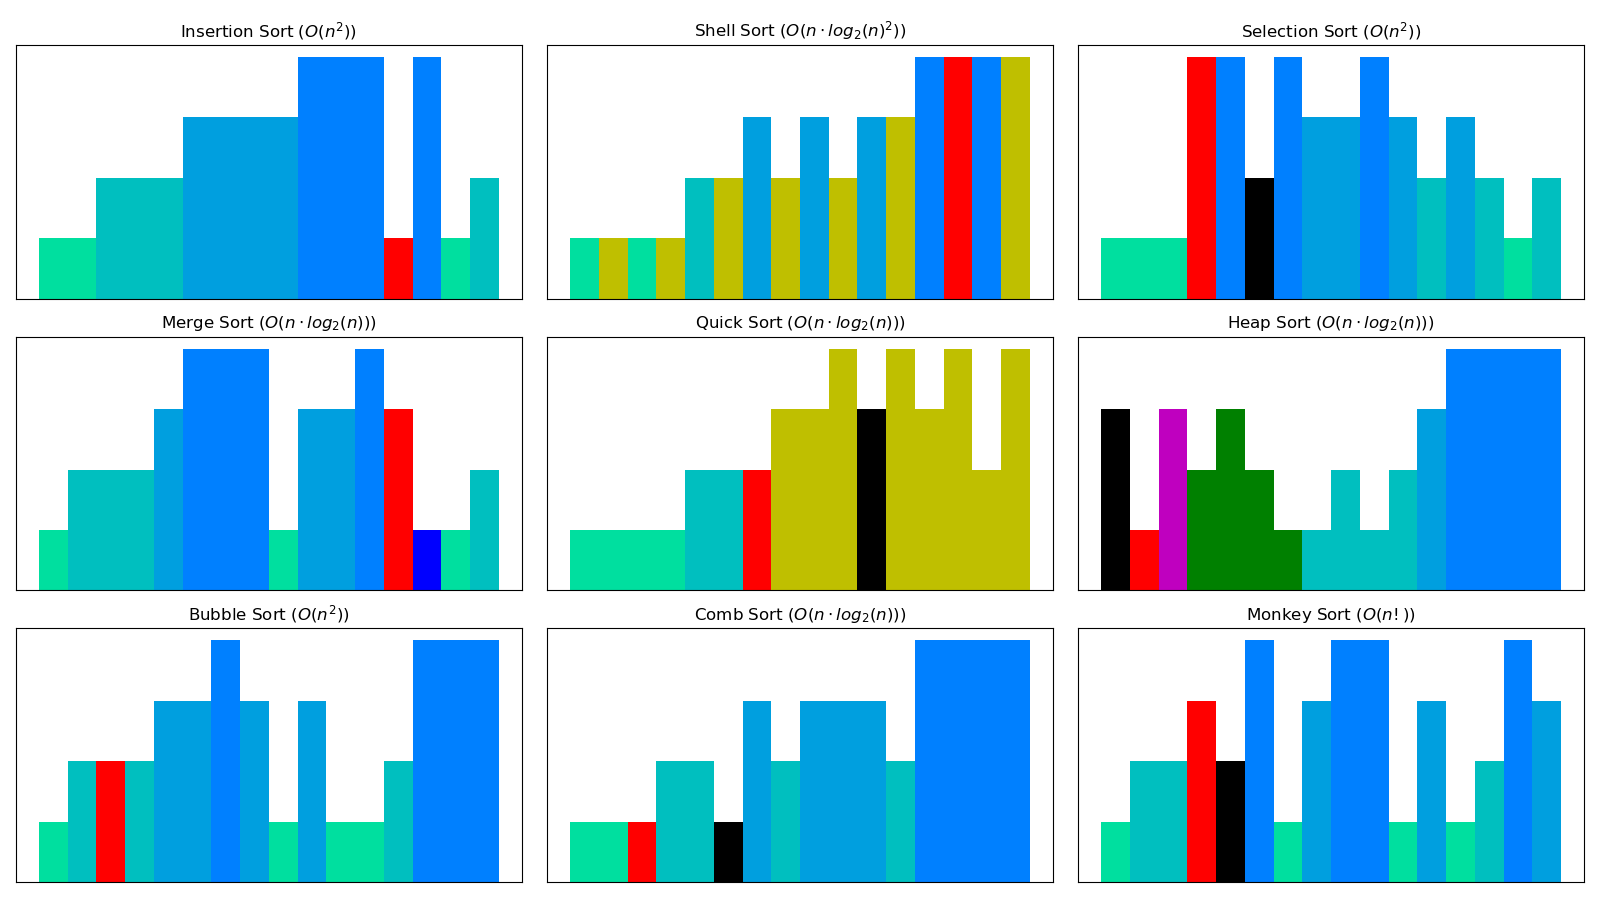 Insertion Sort (O(n²))
Shell Sort (O(n · log₂(n)²))
Selection Sort (O(n²))
Merge Sort (O(n · log₂(n)))
Quick Sort (O(n · log₂(n)))
Heap Sort (O(n · log₂(n)))
Bubble Sort (O(n²))
Comb Sort (O(n · log₂(n)))
Monkey Sort (O(n! ))